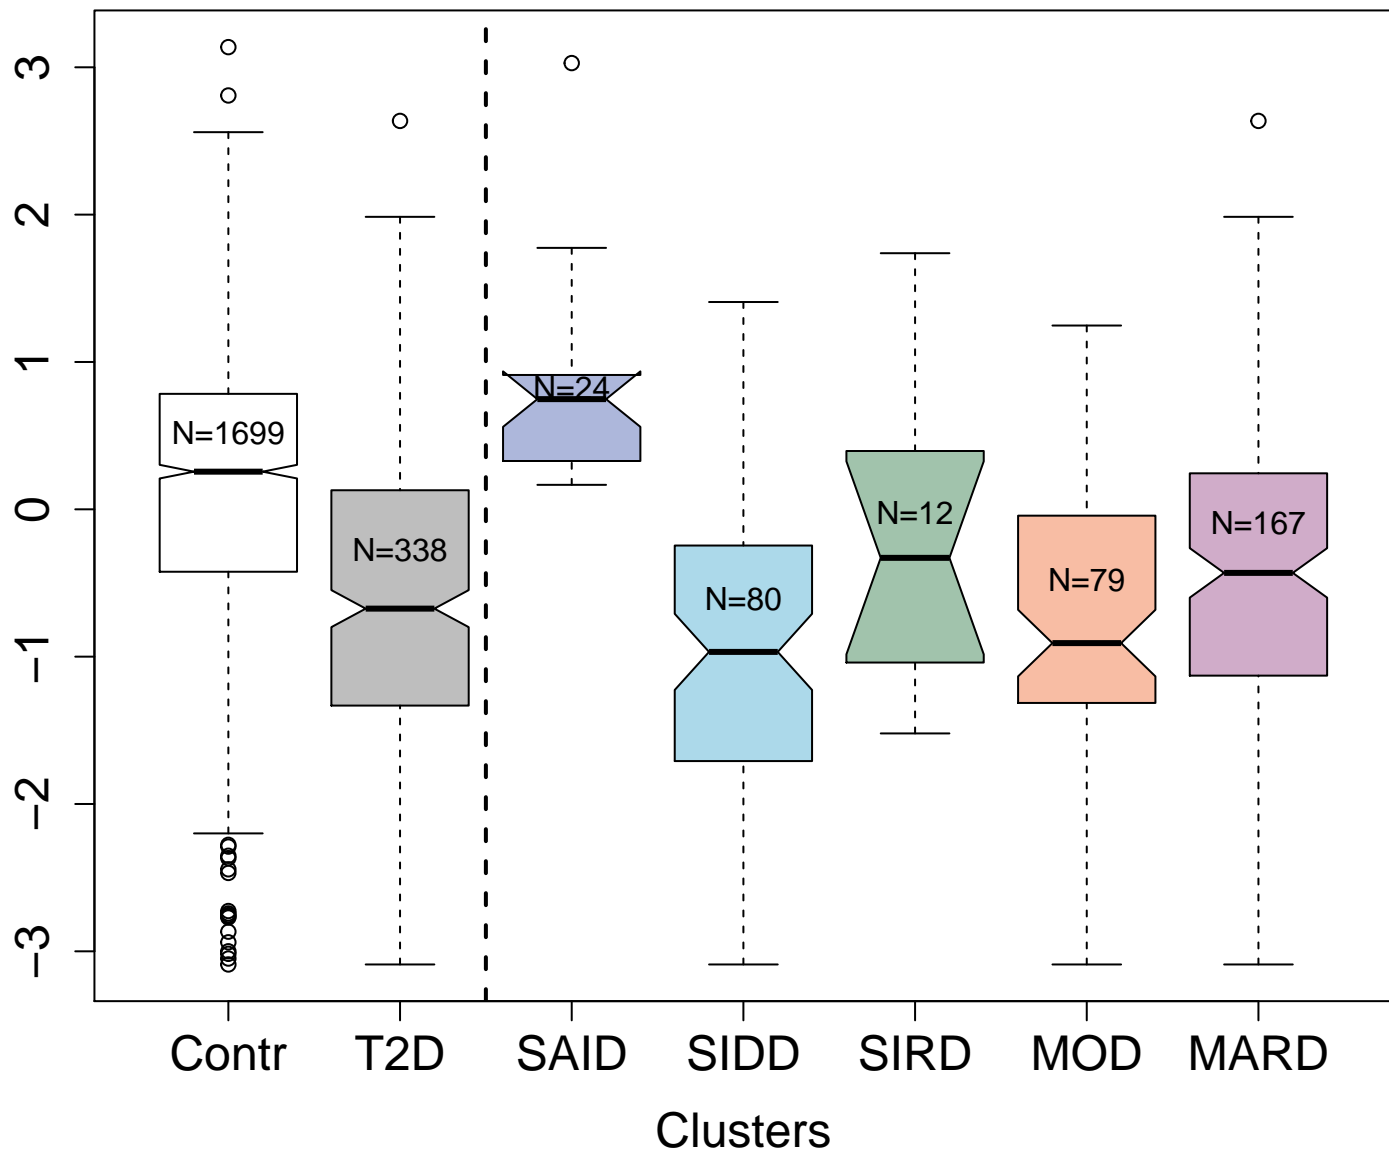 3
2
1
0
−1
−2
−3
N=1699
N=338
N=24
N=80
N=12
N=79
N=167
Contr T2D SAID SIDD SIRD MOD MARD
Clusters